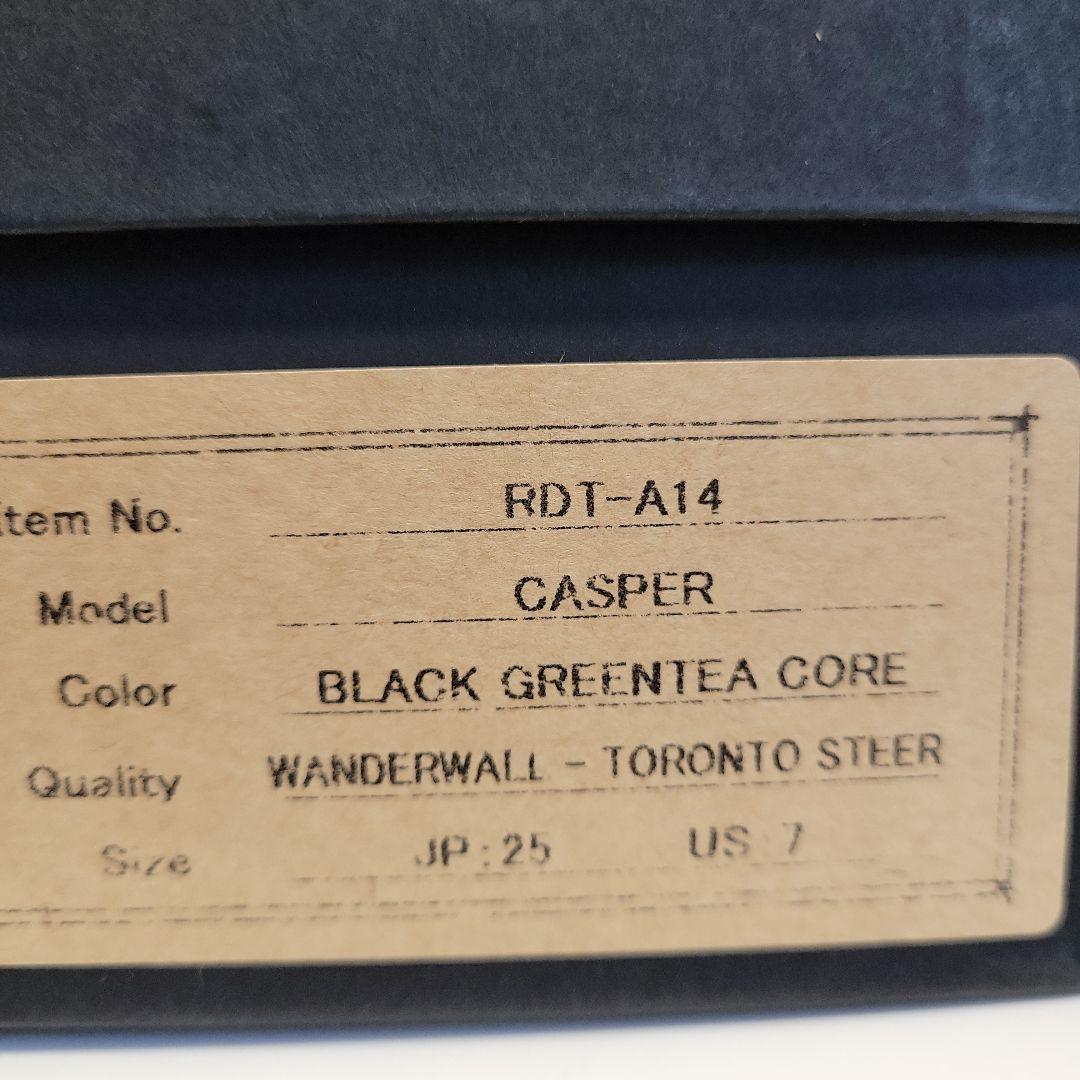 Item No. RDT-A14
Model CASPER
Color BLACK GREENTEA CORE
Quality WANDERWALL - TORONTO STEER
Size JP:25 US 7